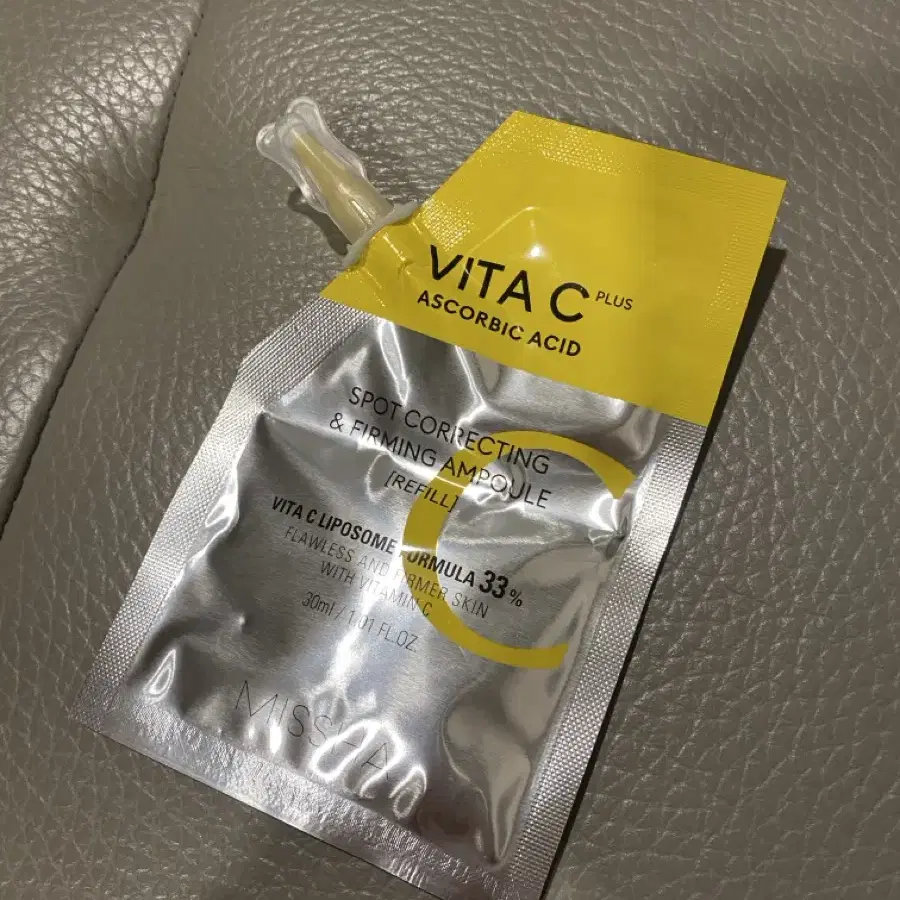 VITA C PLUS
ASCORBIC ACID
SPOT CORRECTING
& FIRMING AMPOULE
[REFILL]
VITA C LIPOSOME FORMULA 33%
FLAWLESS AND FIRMER SKIN
WITH VITAMIN C
30ml / 1.01 FL.OZ.
MISSHA